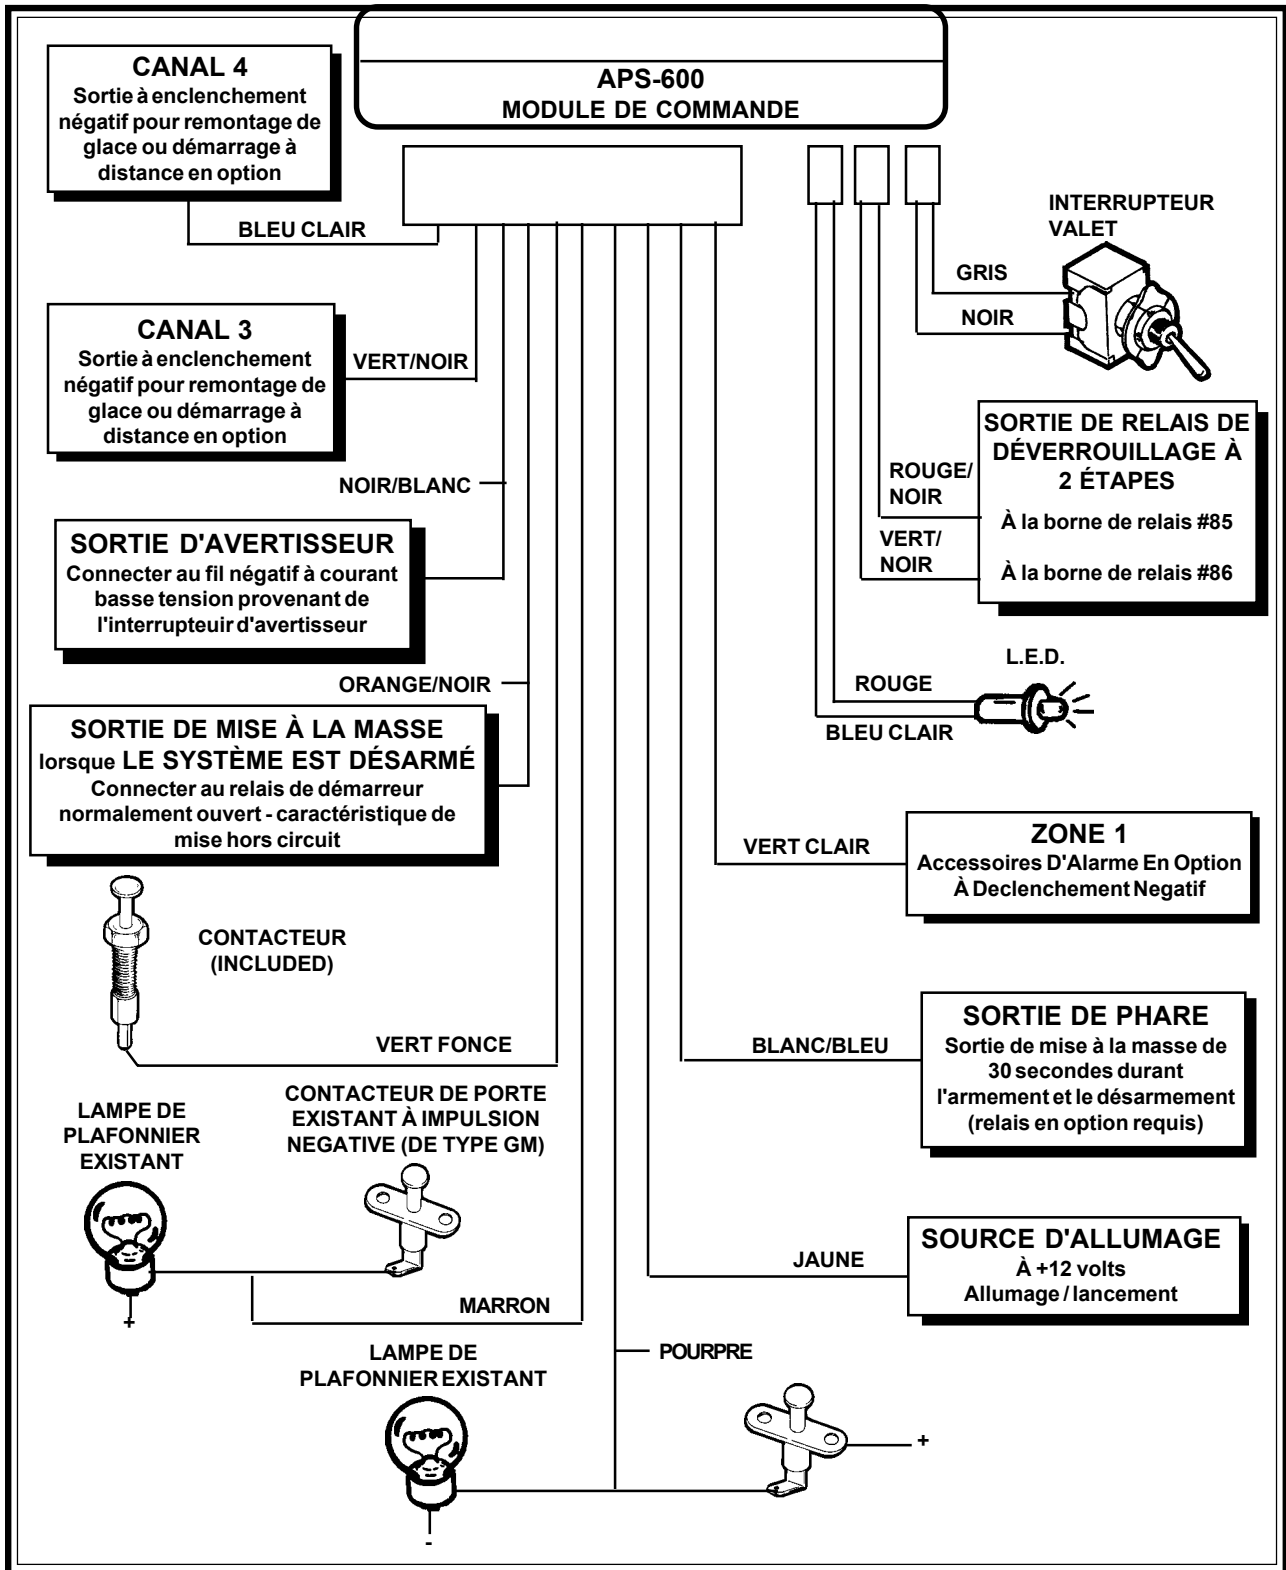 APS-600
MODULE DE COMMANDE
CANAL 4
Sortie à enclenchement
négatif pour remontage de
glace ou démarrage à
distance en option
BLEU CLAIR
CANAL 3
Sortie à enclenchement
négatif pour remontage de
glace ou démarrage à
distance en option
VERT/NOIR
NOIR/BLANC
SORTIE D'AVERTISSEUR
Connecter au fil négatif à courant
basse tension provenant de
l'interrupteuir d'avertisseur
ORANGE/NOIR
SORTIE DE MISE À LA MASSE
lorsque LE SYSTÈME EST DÉSARMÉ
Connecter au relais de démarreur
normalement ouvert - caractéristique de
mise hors circuit
CONTACTEUR
(INCLUDED)
VERT FONCE
LAMPE DE
PLAFONNIER
EXISTANT
CONTACTEUR DE PORTE
EXISTANT À IMPULSION
NEGATIVE (DE TYPE GM)
+
MARRON
LAMPE DE
PLAFONNIER EXISTANT
-
POURPRE
+
INTERRUPTEUR
VALET
GRIS
NOIR
SORTIE DE RELAIS DE
DÉVERROUILLAGE À
2 ÉTAPES
À la borne de relais #85
À la borne de relais #86
ROUGE/
NOIR
VERT/
NOIR
L.E.D.
ROUGE
BLEU CLAIR
VERT CLAIR
ZONE 1
Accessoires D'Alarme En Option
À Declenchement Negatif
BLANC/BLEU
SORTIE DE PHARE
Sortie de mise à la masse de
30 secondes durant
l'armement et le désarmement
(relais en option requis)
JAUNE
SOURCE D'ALLUMAGE
À +12 volts
Allumage / lancement